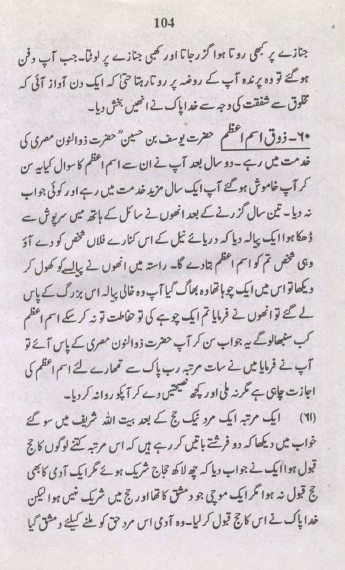 104
جنازے پر کبھی روتا ہوا گزر جاتا اور کبھی جنازے پر لوٹتا۔ جب آپ دفن
ہو گئے تو وہ پرندہ آپ کے روضہ پر روتا رہتا حتیٰ کہ ایک دن آواز آئی کہ
مخلوق سے شفقت کی وجہ سے خدا پاک نے انھیں بخش دیا۔
۶۰۔ ذوق اسم اعظم حضرت یوسف بن حسینؒ حضرت ذوالنون مصری کی
خدمت میں رہے۔ دو سال بعد آپ نے ان سے اسم اعظم کا سوال کیا یہ سن
کر آپ خاموش ہو گئے آپ ایک سال مزید خدمت میں رہے اور کوئی جواب
نہ دیا۔ تین سال گزرنے کے بعد انھوں نے سائل کے ہاتھ میں سرپوش سے
ڈھکا ہوا ایک پیالہ دیا کہ دریائے نیل کے اس کنارے فلاں شخص کو دے آؤ
وہی شخص تم کو اسم اعظم بتا دے گا۔ راستہ میں انھوں نے پیالے کو کھول کر
دیکھا تو اس میں ایک چوہا تھا وہ بھاگ گیا آپ وہ خالی پیالہ اس بزرگ کے پاس
لے گئے تو انھوں نے فرمایا تم ایک چوہے کی تو حفاظت نہ کر سکے اسم اعظم
کب سنبھالو گے یہ جواب سن کر آپ حضرت ذوالنون مصری کے پاس آئے تو
آپ نے فرمایا میں نے سات مرتبہ رب پاک سے تمھارے لئے اسم اعظم کی
اجازت چاہی ہے مگر نہ ملی اور کچھ نصیحتیں دے کر آپکو روانہ کر دیا۔
(۶۱) ایک مرتبہ ایک مرد نیک حج کے بعد بیت اللہ شریف میں سو گئے
خواب میں دیکھا کہ دو فرشتے باتیں کر رہے ہیں کہ اس مرتبہ کتنے لوگوں کا حج
قبول ہوا ایک نے جواب دیا کہ چھ لاکھ حجاج شریک ہوئے مگر ایک آدمی کا بھی
حج قبول نہ ہوا مگر ایک موچی جو دمشق کا تھا اور حج میں شریک نہیں ہوا لیکن
خدا پاک نے اس کا حج قبول کر لیا۔ وہ آدمی اس مرد حق کو ملنے کیلئے دمشق گیا